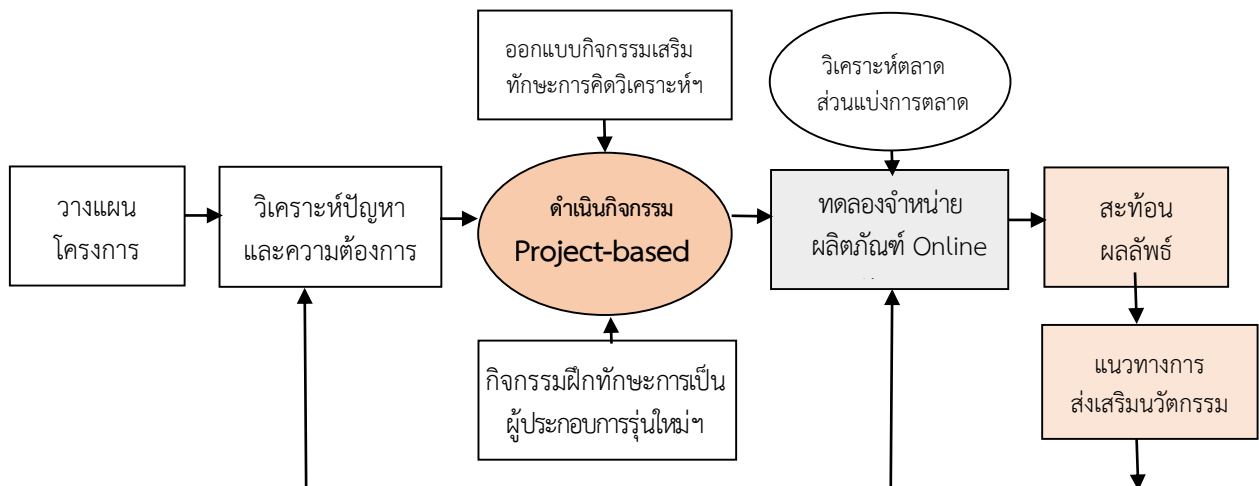 ออกแบบกิจกรรมเสริม
ทักษะการคิดวิเคราะห์ฯ
วิเคราะห์ตลาด
ส่วนแบ่งการตลาด
วางแผน
โครงการ
วิเคราะห์ปัญหา
และความต้องการ
ดำเนินกิจกรรม
Project-based
ทดลองจำหน่าย
ผลิตภัณฑ์ Online
สะท้อน
ผลลัพธ์
กิจกรรมฝึกทักษะการเป็น
ผู้ประกอบการรุ่นใหม่ฯ
แนวทางการ
ส่งเสริมนวัตกรรม